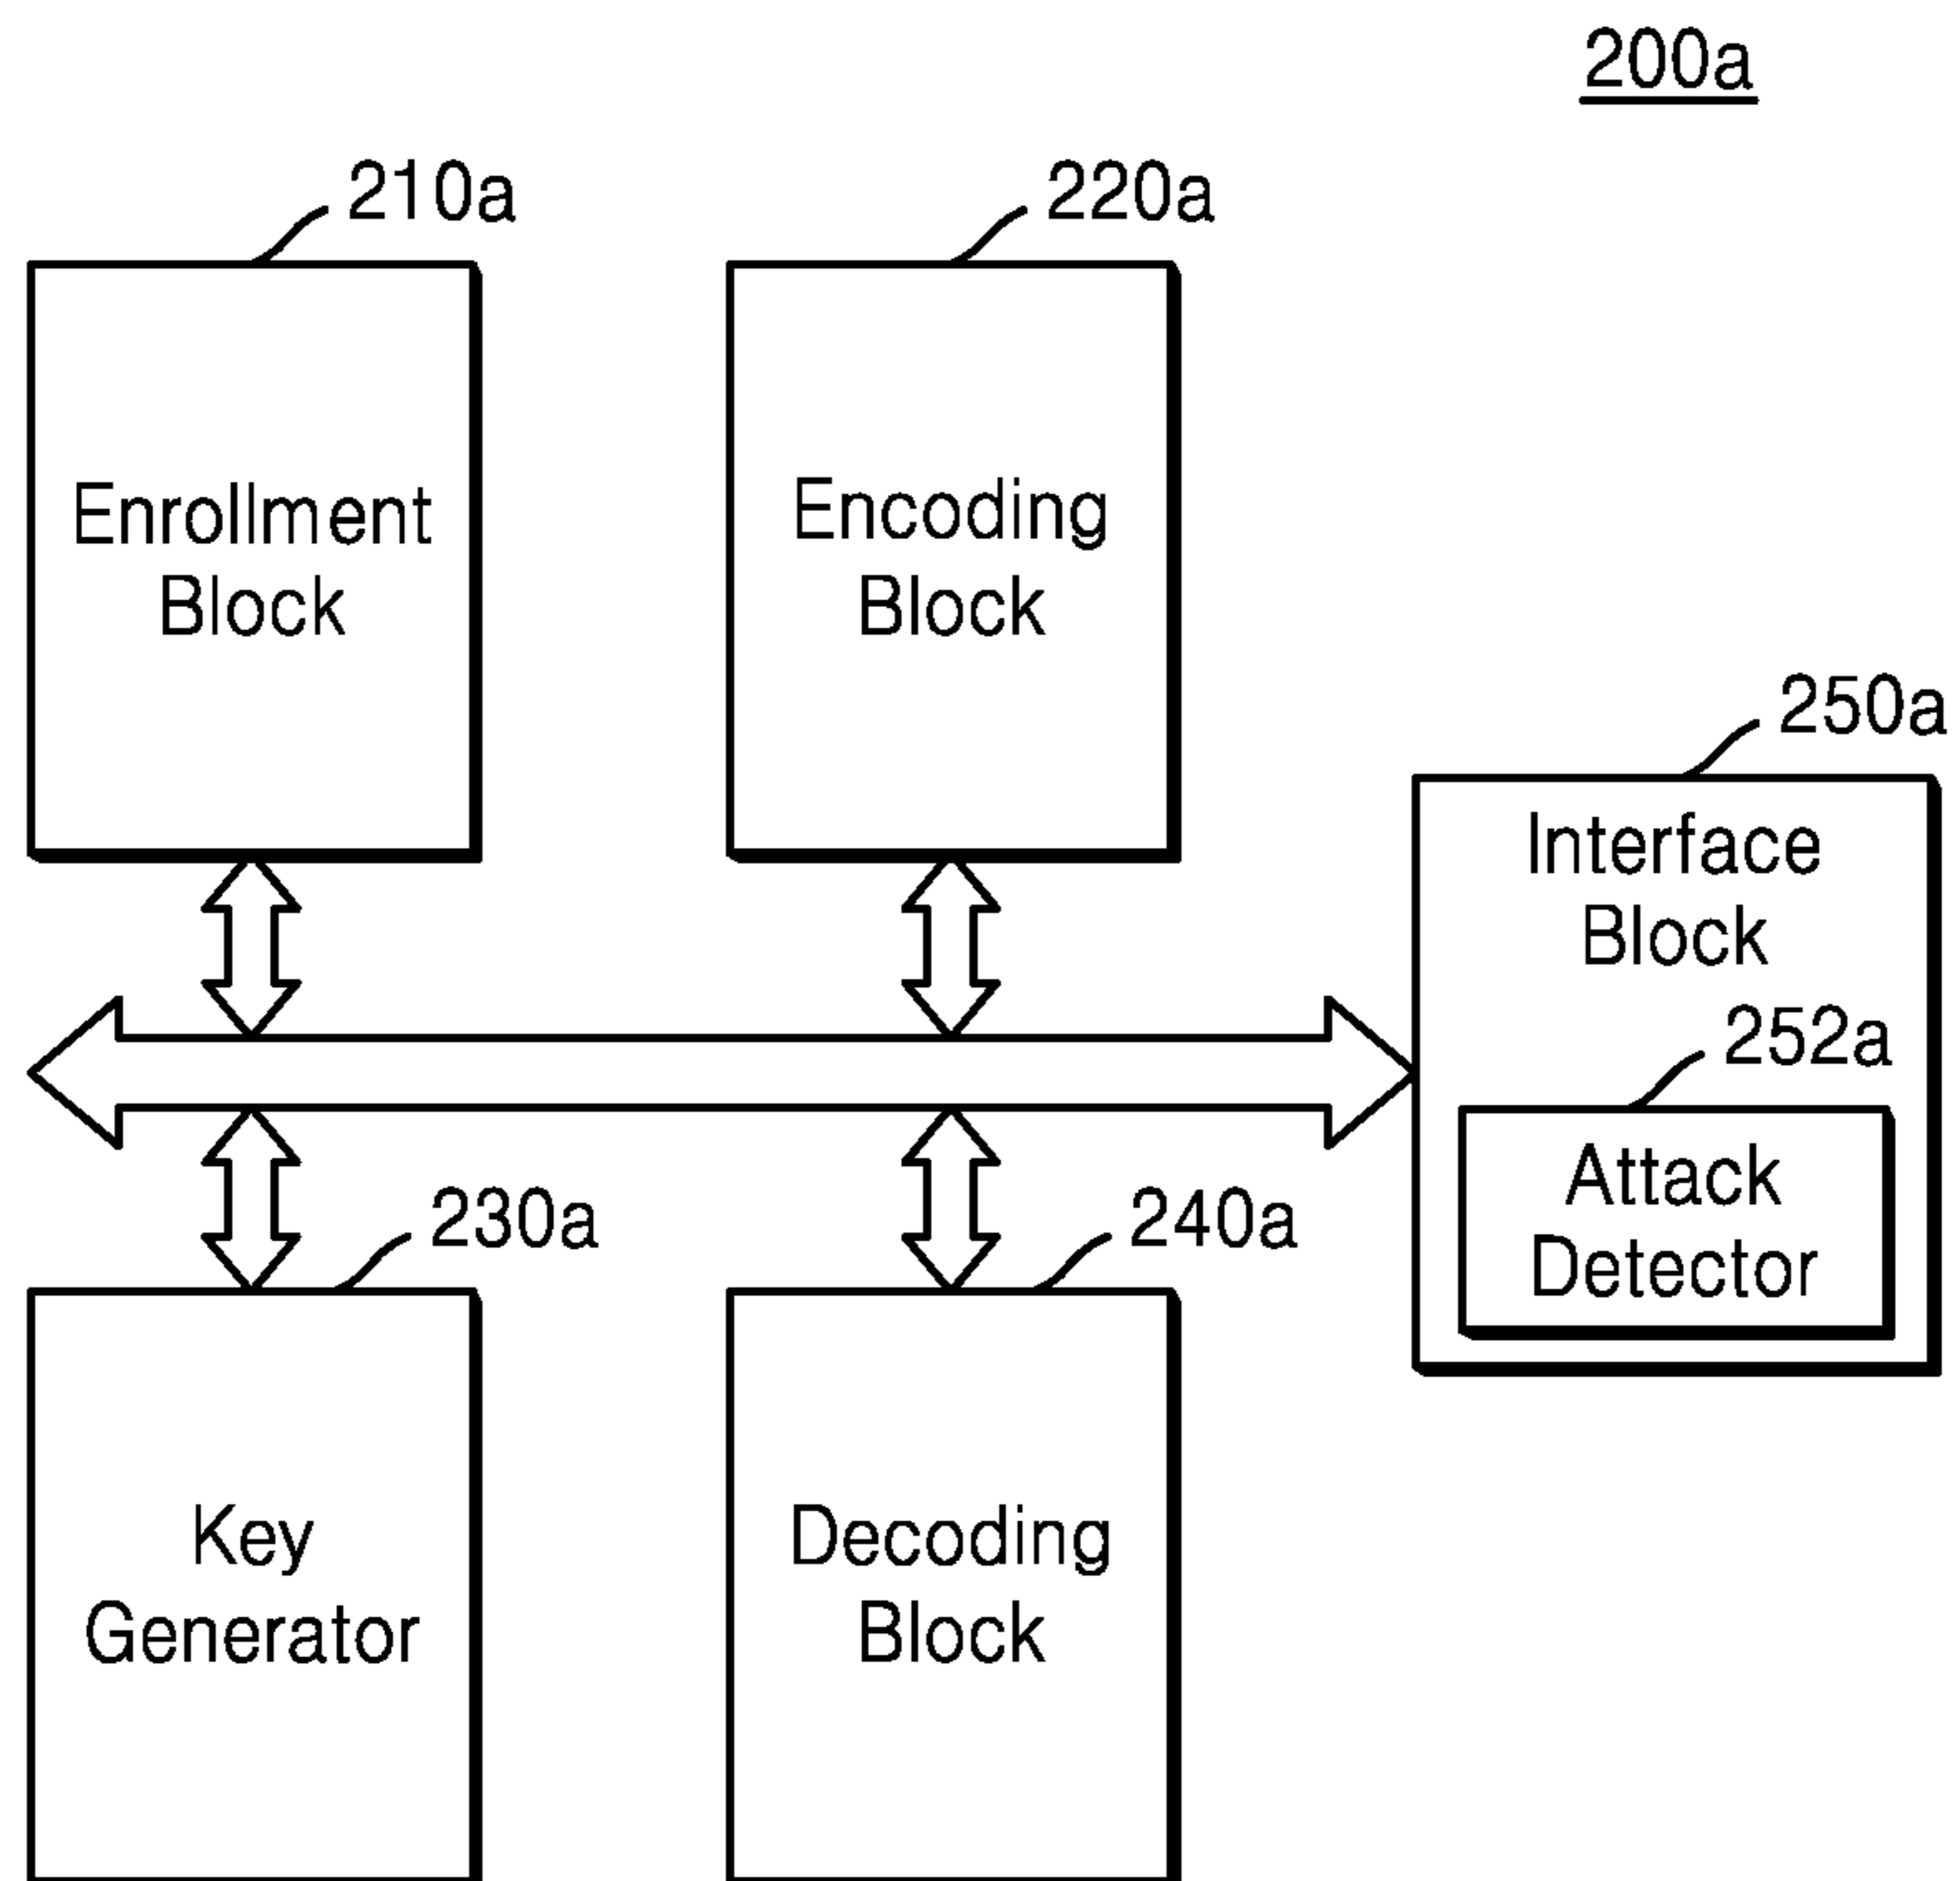 200a
210a
220a
Enrollment
Block
Encoding
Block
250a
Interface
Block
252a
Attack
Detector
230a
240a
Key
Generator
Decoding
Block